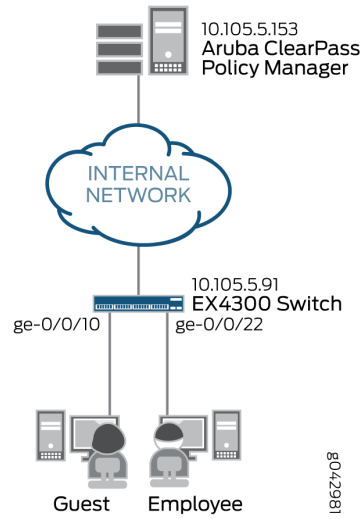 10.105.5.153
Aruba ClearPass
Policy Manager
INTERNAL
NETWORK
10.105.5.91
EX4300 Switch
ge-0/0/10
ge-0/0/22
Guest
Employee
g042981